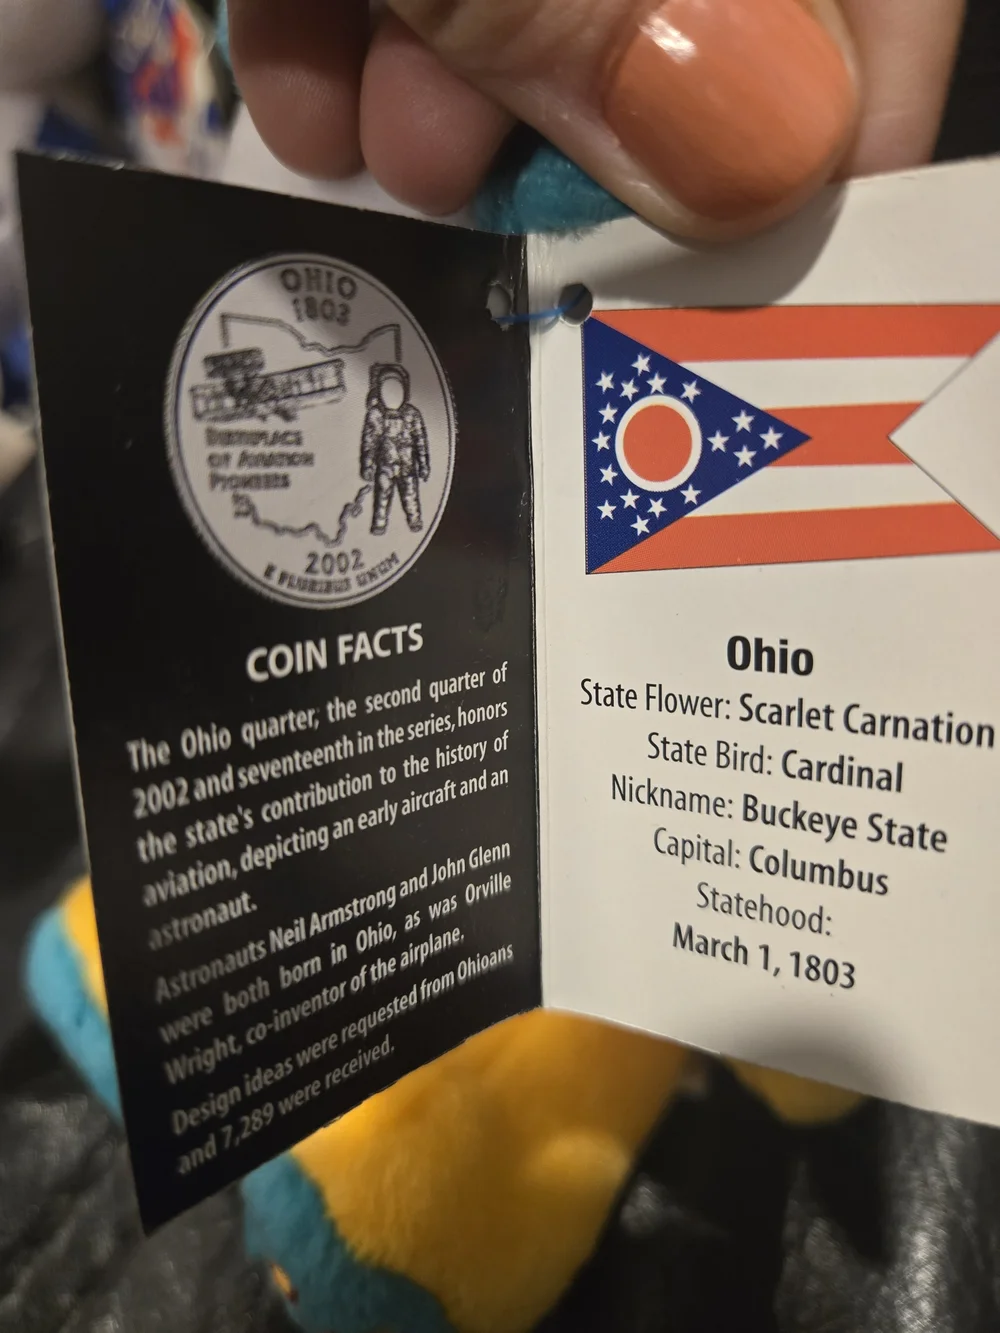 OHIO
1803
BIRTHPLACE
OF AVIATION
PIONEERS
2002
E PLURIBUS UNUM
COIN FACTS
The Ohio quarter, the second quarter of
2002 and seventeenth in the series, honors
the state's contribution to the history of
aviation, depicting an early aircraft and an
astronaut.
Astronauts Neil Armstrong and John Glenn
were both born in Ohio, as was Orville
Wright, co-inventor of the airplane.
Design ideas were requested from Ohioans
and 7,289 were received.
Ohio
State Flower: Scarlet Carnation
State Bird: Cardinal
Nickname: Buckeye State
Capital: Columbus
Statehood:
March 1, 1803